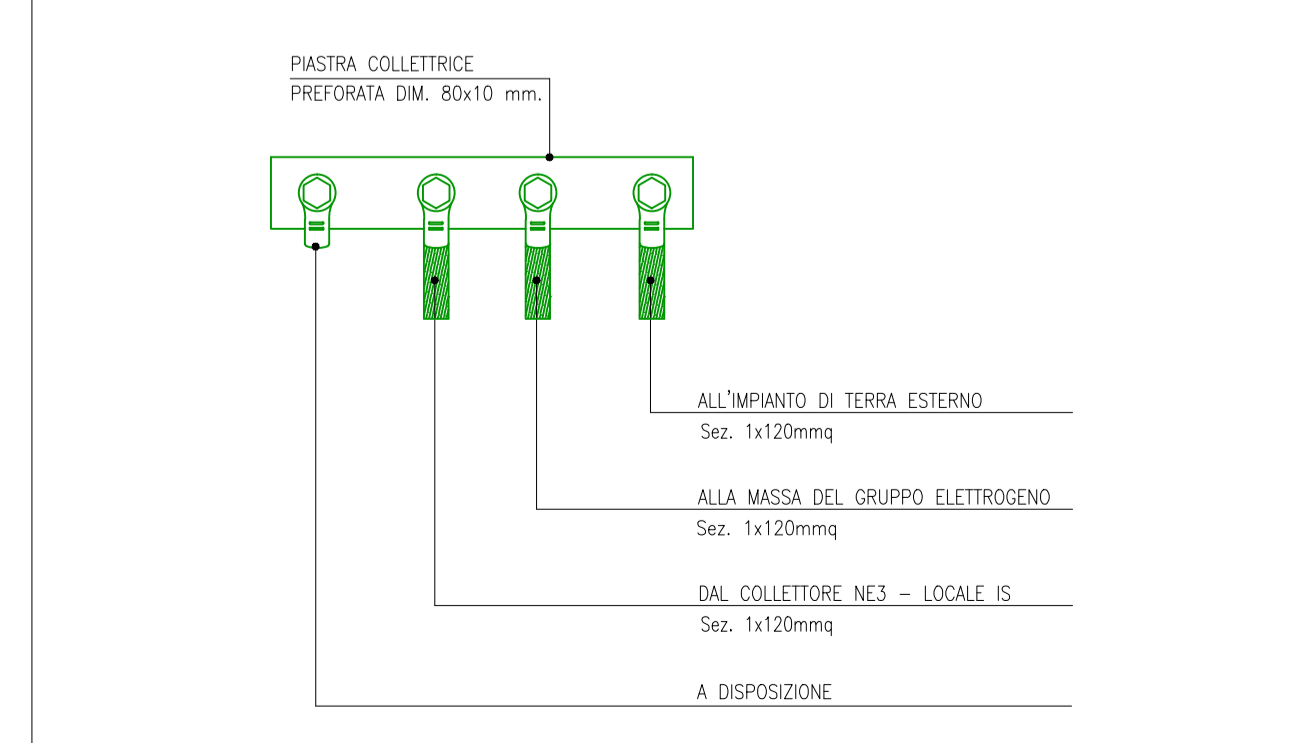 PIASTRA COLLETTRICE
PREFORATA DIM. 80x10 mm.
ALL'IMPIANTO DI TERRA ESTERNO
Sez. 1x120mmq
ALLA MASSA DEL GRUPPO ELETTROGENO
Sez. 1x120mmq
DAL COLLETTORE NE3 – LOCALE IS
Sez. 1x120mmq
A DISPOSIZIONE